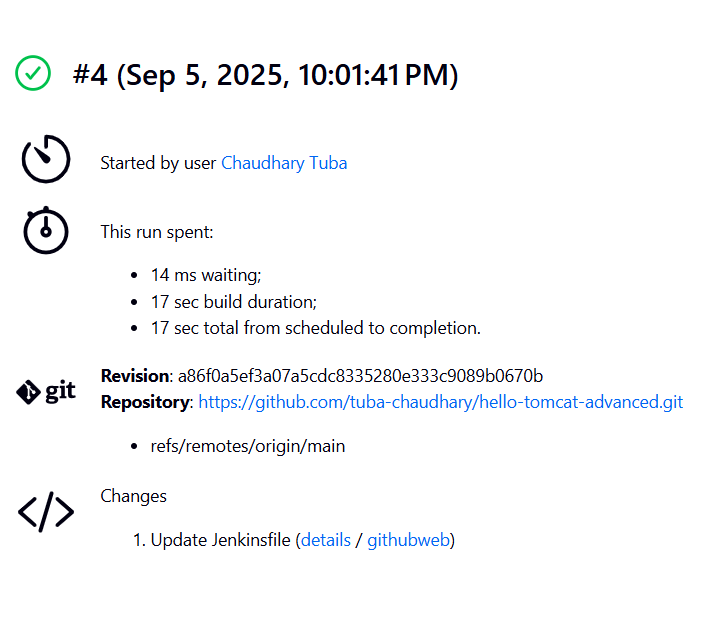 #4 (Sep 5, 2025, 10:01:41 PM)
Started by user Chaudhary Tuba
This run spent:
• 14 ms waiting;
• 17 sec build duration;
• 17 sec total from scheduled to completion.
git
Revision: a86f0a5ef3a07a5cdc8335280e333c9089b0670b
Repository: https://github.com/tuba-chaudhary/hello-tomcat-advanced.git
• refs/remotes/origin/main
</>
Changes
1. Update Jenkinsfile (details / githubweb)